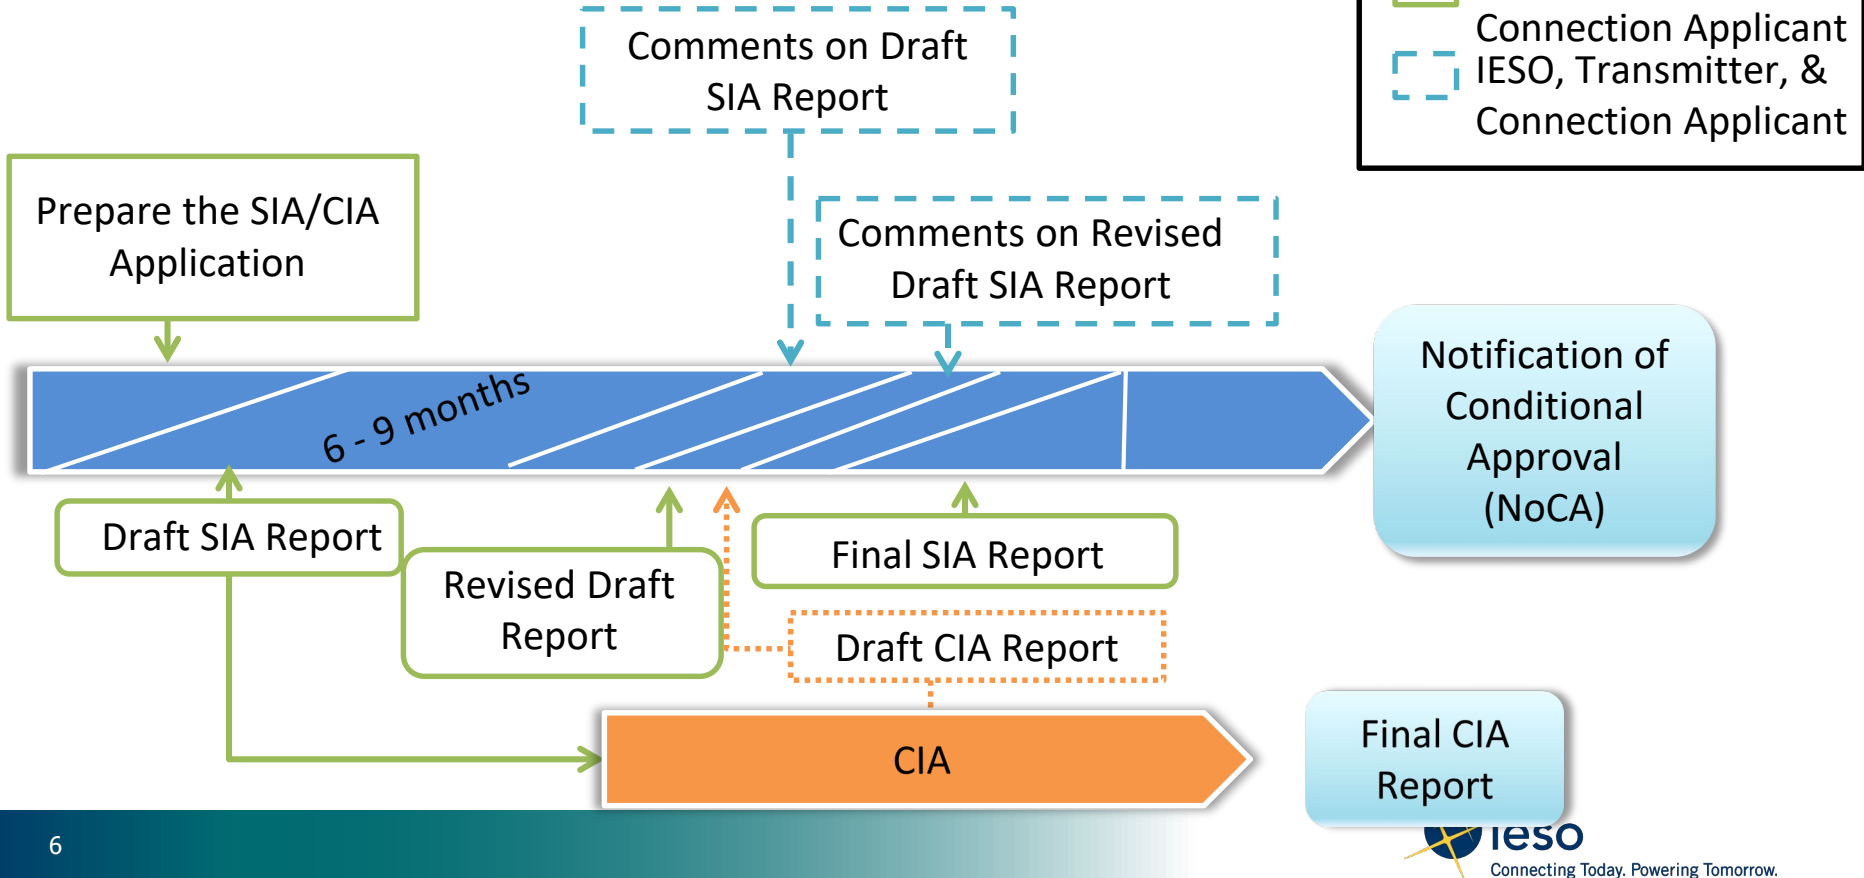 Comments on Draft
SIA Report
Connection Applicant
IESO, Transmitter, &
Connection Applicant
Prepare the SIA/CIA
Application
Comments on Revised
Draft SIA Report
6 - 9 months
Notification of
Conditional
Approval
(NoCA)
Draft SIA Report
Revised Draft
Report
Final SIA Report
Draft CIA Report
CIA
Final CIA
Report
6
ieso
Connecting Today. Powering Tomorrow.